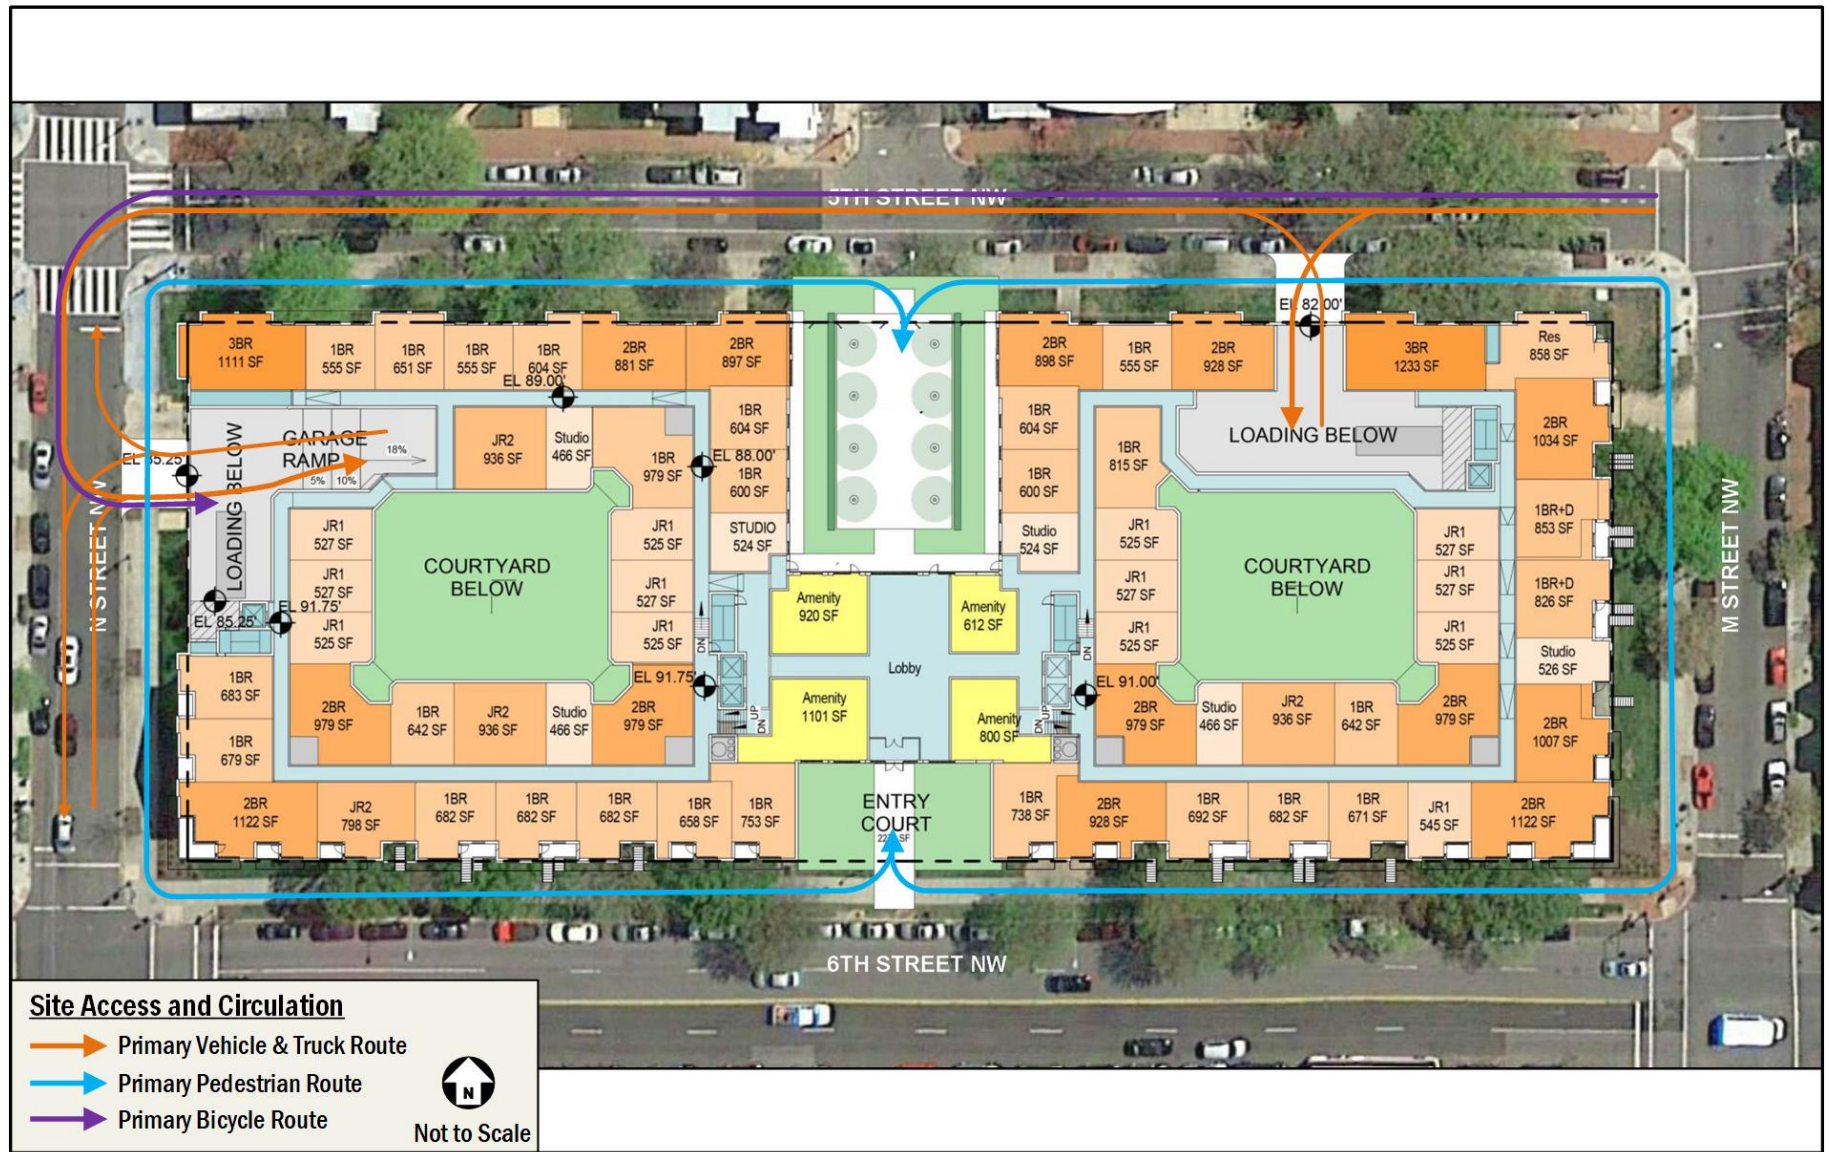 5TH STREET NW
EL 82.00'
3BR
1111 SF
1BR
555 SF
1BR
651 SF
1BR
555 SF
1BR
604 SF
2BR
881 SF
2BR
897 SF
2BR
898 SF
1BR
555 SF
2BR
928 SF
3BR
1233 SF
Res
858 SF
EL 89.00'
1BR
604 SF
1BR
604 SF
2BR
1034 SF
LOADING BELOW
GARAGE
RAMP
18%
5%
10%
JR2
936 SF
Studio
466 SF
1BR
979 SF
EL 88.00'
1BR
600 SF
1BR
600 SF
1BR
815 SF
LOADING BELOW
N STREET NW
STUDIO
524 SF
Studio
524 SF
1BR+D
853 SF
JR1
527 SF
JR1
527 SF
JR1
525 SF
COURTYARD
BELOW
JR1
525 SF
JR1
527 SF
JR1
525 SF
JR1
525 SF
JR1
527 SF
JR1
525 SF
COURTYARD
BELOW
JR1
527 SF
JR1
527 SF
JR1
525 SF
1BR+D
826 SF
Studio
526 SF
M STREET NW
EL 91.75'
EL 85.25'
Amenity
920 SF
Amenity
612 SF
Lobby
DN
DN
EL 91.75'
EL 91.00'
1BR
683 SF
1BR
679 SF
2BR
979 SF
1BR
642 SF
JR2
936 SF
Studio
466 SF
2BR
979 SF
UP
DN
Amenity
1101 SF
Amenity
800 SF
UP
DN
2BR
979 SF
Studio
466 SF
JR2
936 SF
1BR
642 SF
2BR
979 SF
2BR
1007 SF
2BR
1122 SF
JR2
798 SF
1BR
682 SF
1BR
682 SF
1BR
682 SF
1BR
658 SF
1BR
753 SF
ENTRY
COURT
1BR
738 SF
2BR
928 SF
1BR
692 SF
1BR
682 SF
1BR
671 SF
JR1
545 SF
2BR
1122 SF
6TH STREET NW
Site Access and Circulation
Primary Vehicle & Truck Route
Primary Pedestrian Route
Primary Bicycle Route
N
Not to Scale